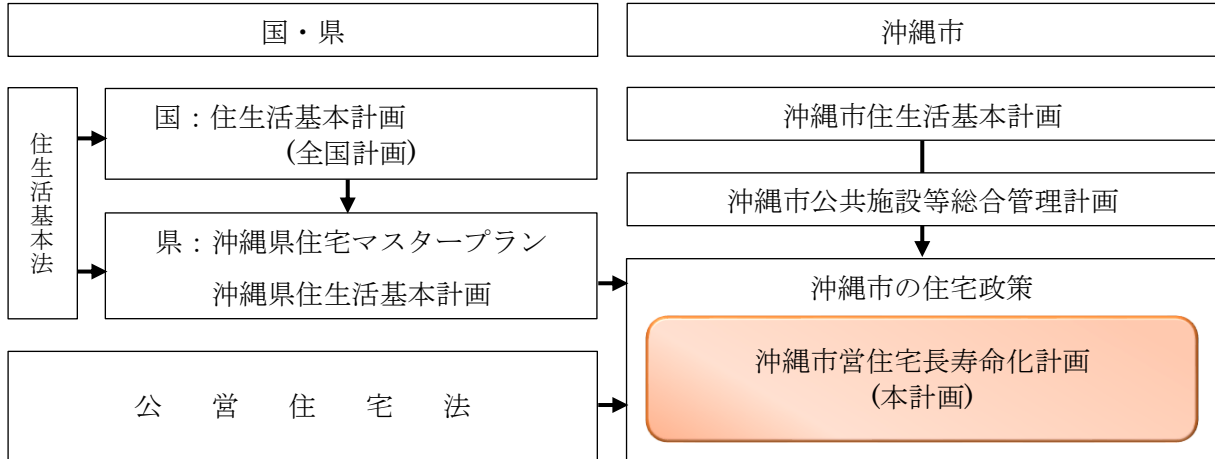 国・県
沖縄市
住生活基本法
国：住生活基本計画
(全国計画)
県：沖縄県住宅マスタープラン
沖縄県住生活基本計画
公営住宅法
沖縄市住生活基本計画
沖縄市公共施設等総合管理計画
沖縄市の住宅政策
沖縄市営住宅長寿命化計画
(本計画)